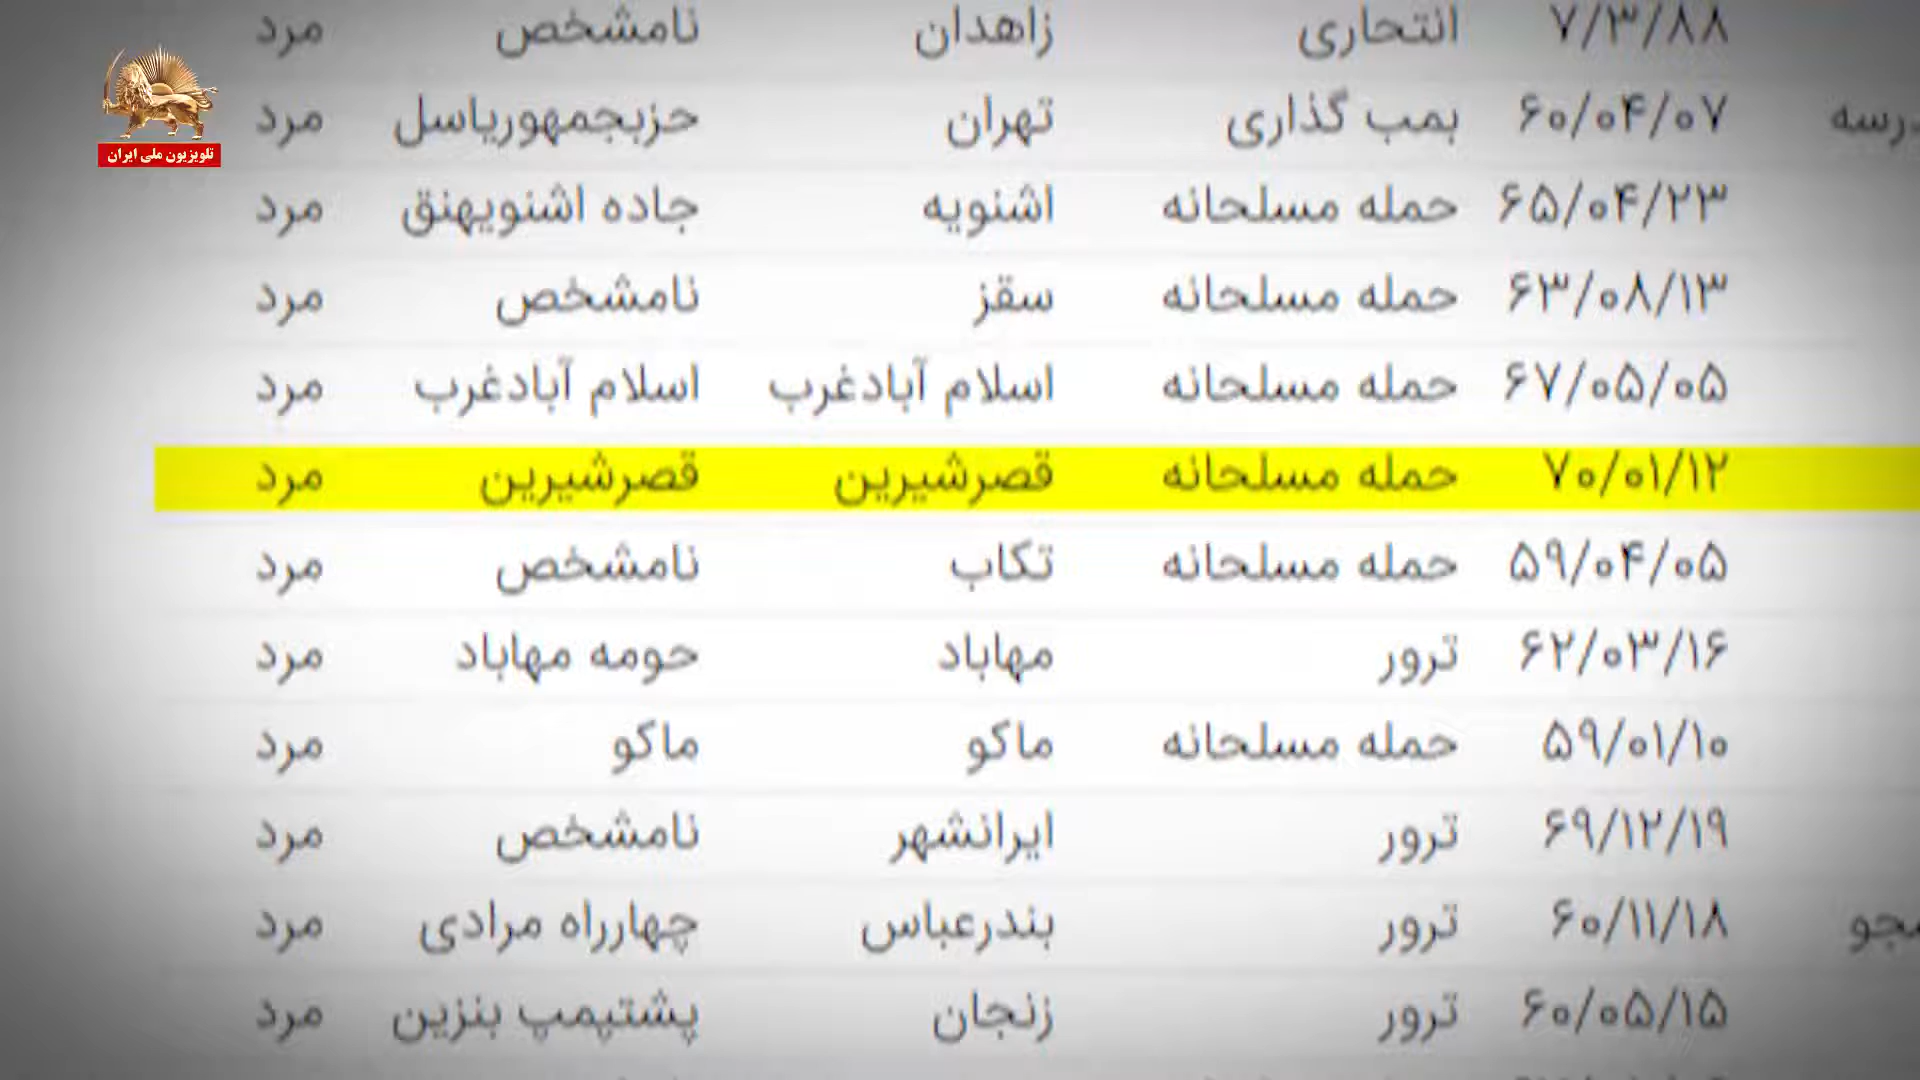 ۷/۳/۸۸ انتحاری زاهدان نامشخص مرد
درسه ۶۰/۰۴/۰۷ بمب گذاری تهران حزبجمهوریاسل مرد
تلویزیون ملی ایران
۶۵/۰۴/۲۳ حمله مسلحانه اشنویه جاده اشنویهنق مرد
۶۳/۰۸/۱۳ حمله مسلحانه سقز نامشخص مرد
۶۷/۰۵/۰۵ حمله مسلحانه اسلام آبادغرب اسلام آبادغرب مرد
۷۰/۰۱/۱۲ حمله مسلحانه قصرشیرین قصرشیرین مرد
۵۹/۰۴/۰۵ حمله مسلحانه تکاب نامشخص مرد
۶۲/۰۳/۱۶ ترور مهاباد حومه مهاباد مرد
۵۹/۰۱/۱۰ حمله مسلحانه ماکو ماکو مرد
۶۹/۱۲/۱۹ ترور ایرانشهر نامشخص مرد
جو ۶۰/۱۱/۱۸ ترور بندرعباس چهارراه مرادی مرد
۶۰/۰۵/۱۵ ترور زنجان پشتپمپ بنزین مرد